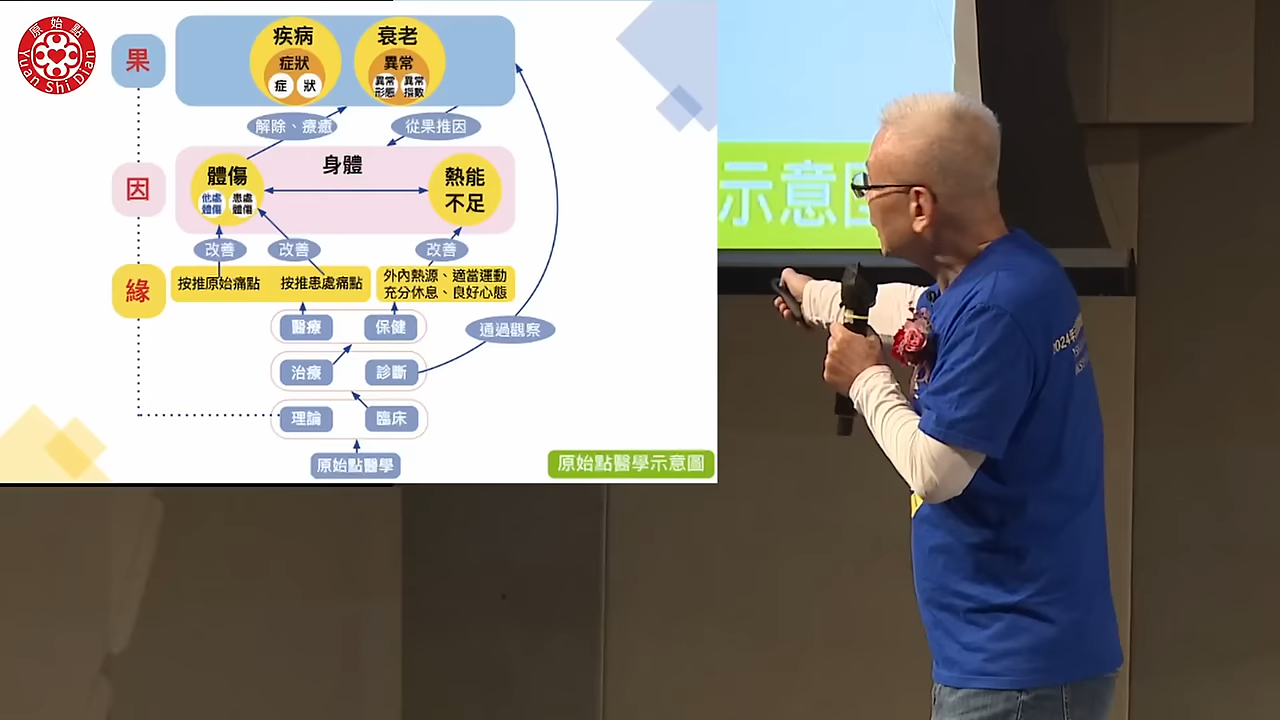 原始點
Yuan Shi Dian
果
疾病
症狀
症 狀
衰老
異常
異常形態
異常指數
解除、療癒
從果推因
因
身體
體傷
他處體傷
患處體傷
熱能不足
改善
改善
改善
緣
按推原始痛點
按推患處痛點
外內熱源、適當運動
充分休息、良好心態
醫療
保健
通過觀察
治療
診斷
理論
臨床
原始點醫學
原始點醫學示意圖
示意
2024年